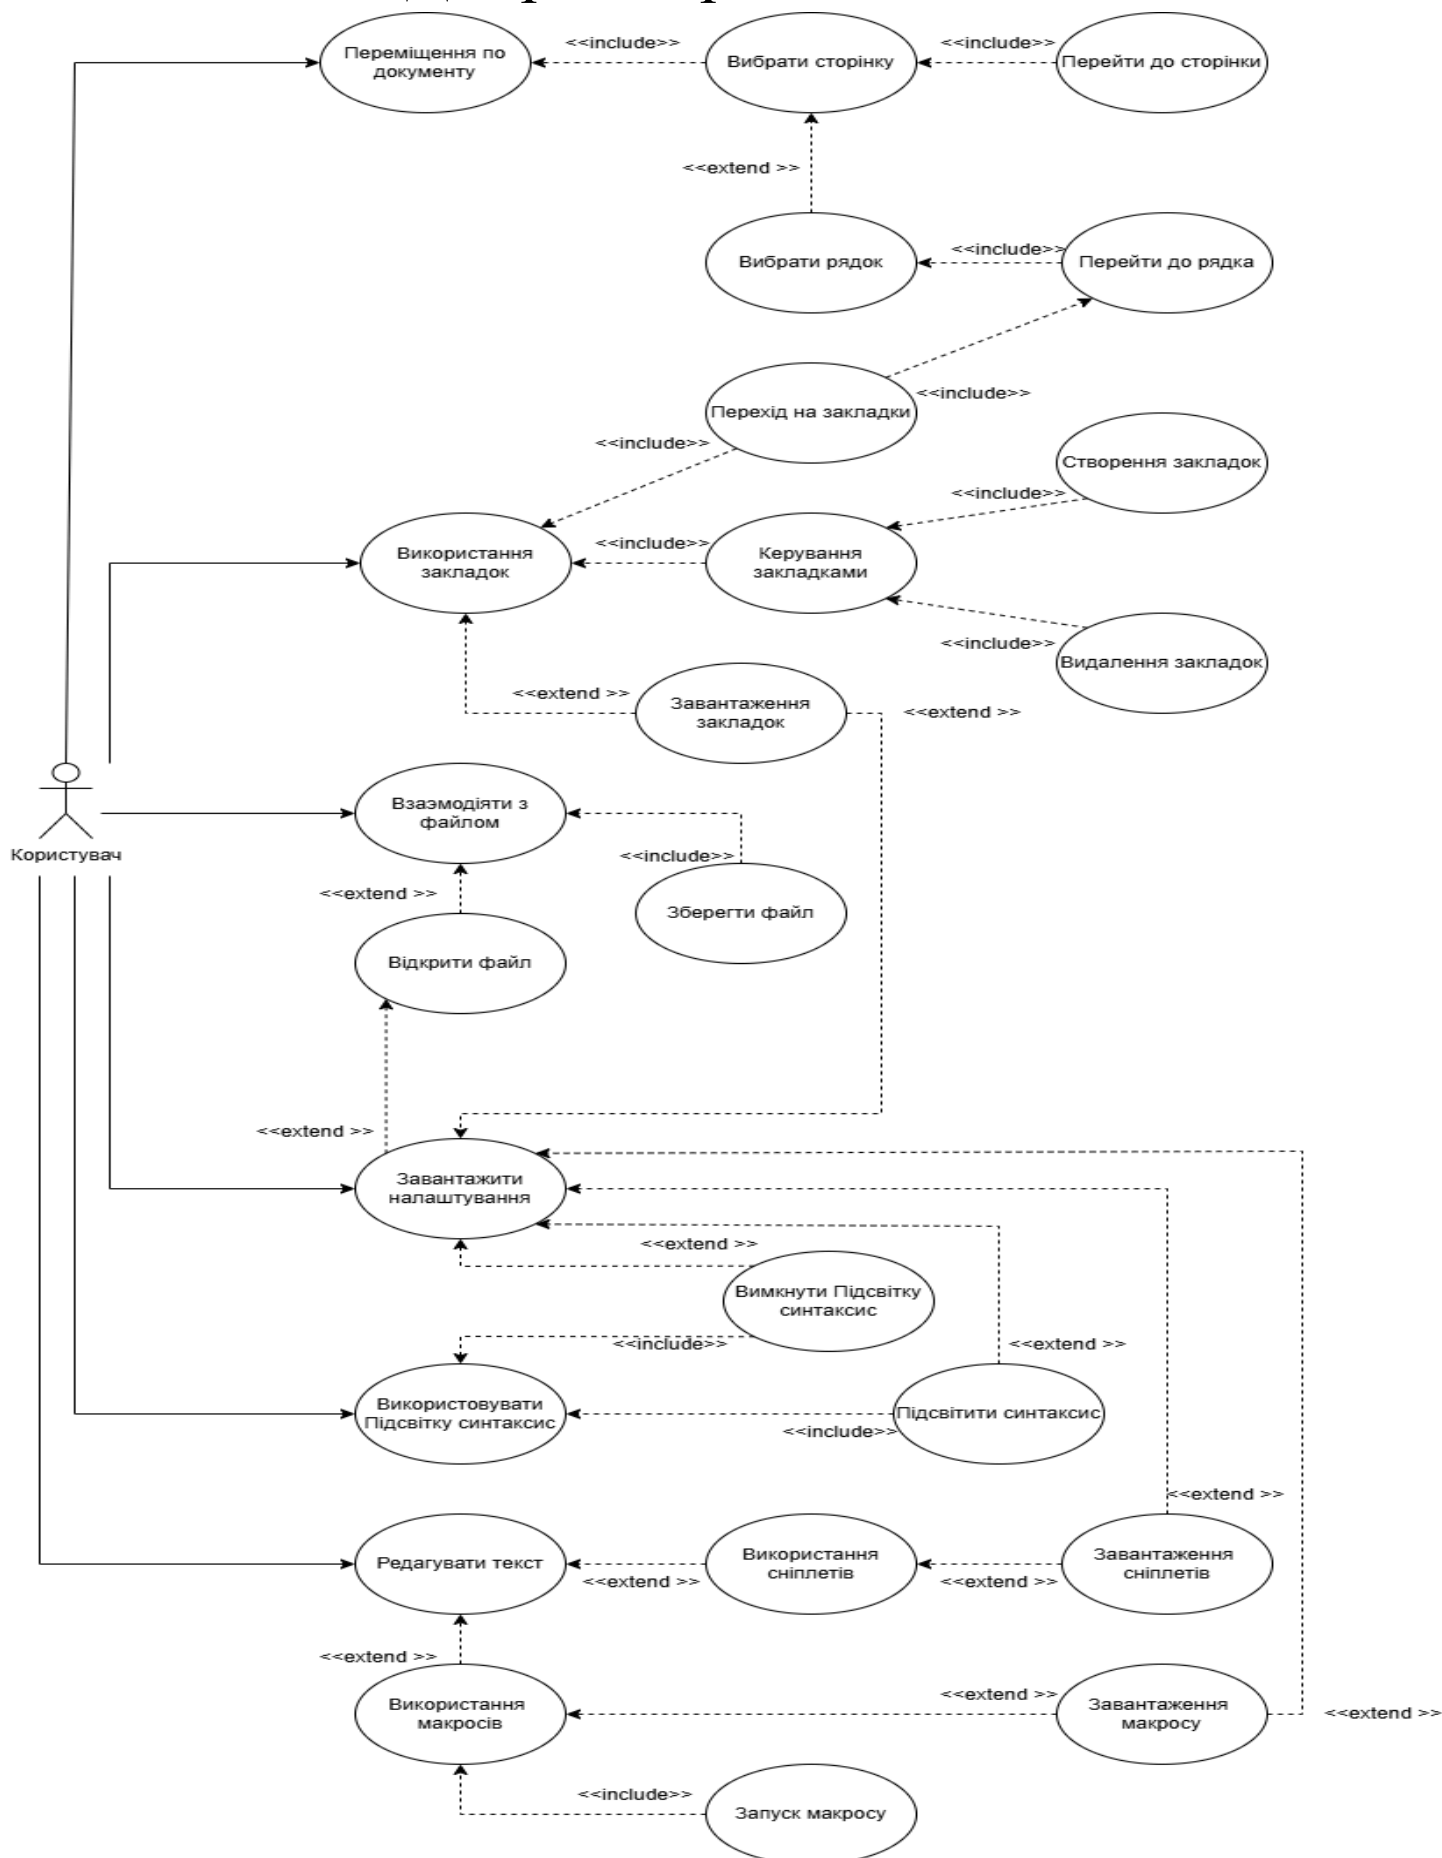 <<include>>
<<include>>
Переміщення по
документу
Вибрати сторінку
Перейти до сторінки
<<extend >>
<<include>>
Вибрати рядок
Перейти до рядка
<<include>>
Перехід на закладки
<<include>>
Створення закладок
<<include>>
<<include>>
Використання
закладок
Керування
закладками
<<include>>
Видалення закладок
<<extend >>
Завантаження
закладок
<<extend >>
Взаэмодіяти з
файлом
Користувач
<<include>>
<<extend >>
Зберегти файл
Відкрити файл
<<extend >>
Завантажити
налаштування
<<extend >>
Вимкнути Підсвітку
синтаксис
<<include>>
<<extend >>
Використовувати
Підсвітку синтаксис
Підсвітити синтаксис
<<include>>
<<extend >>
Редагувати текст
Використання
сніплетів
Завантаження
сніплетів
<<extend >>
<<extend >>
<<extend >>
Використання
макросів
<<extend >>
Завантаження
макросу
<<extend >>
<<include>>
Запуск макросу